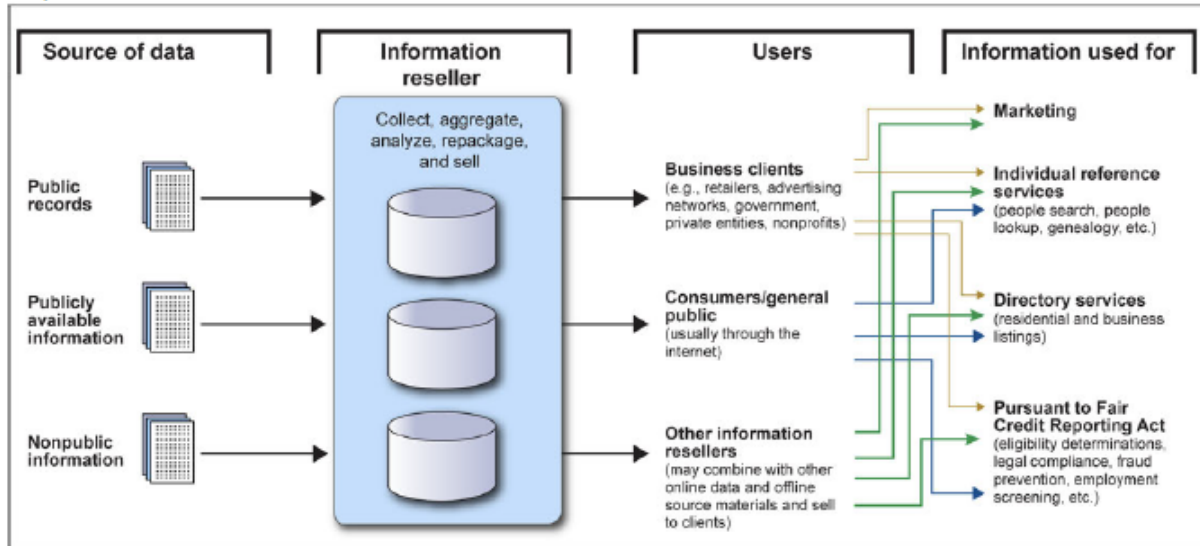 Source of data
Information
reseller
Users
Information used for
Collect, aggregate,
analyze, repackage,
and sell
Public
records
Publicly
available
information
Nonpublic
information
Business clients
(e.g., retailers, advertising
networks, government,
private entities, nonprofits)
Consumers/general
public
(usually through the
internet)
Other information
resellers
(may combine with other
online data and offline
source materials and sell
to clients)
Marketing
Individual reference
services
(people search, people
lookup, genealogy, etc.)
Directory services
(residential and business
listings)
Pursuant to Fair
Credit Reporting Act
(eligibility determinations,
legal compliance, fraud
prevention, employment
screening, etc.)